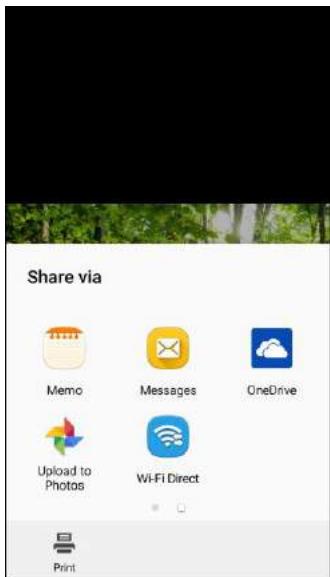 Share via
Memo
Messages
OneDrive
Upload to
Photos
Wi-Fi Direct
Print